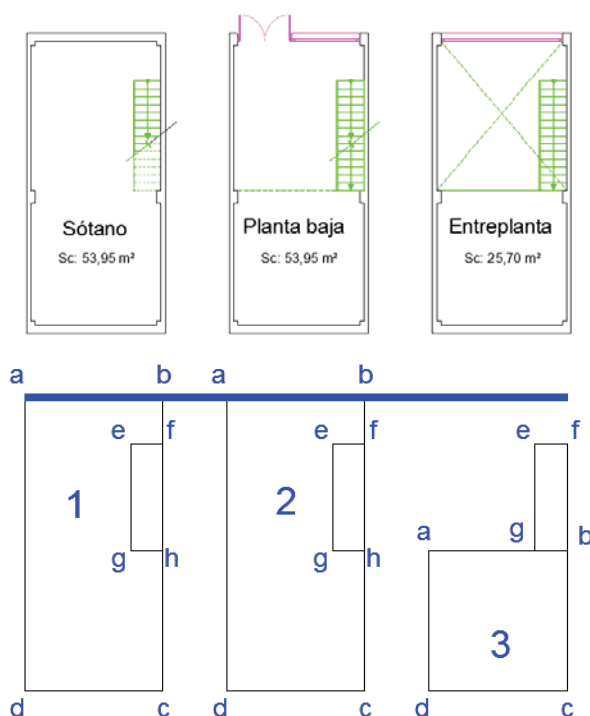 Sótano Planta baja Entreplanta
Sc: 53,95 m² Sc: 53,95 m² Sc: 25,70 m²
a b a b
e f e f e f
1 2
a g b
g h g h
3
d c d c d c